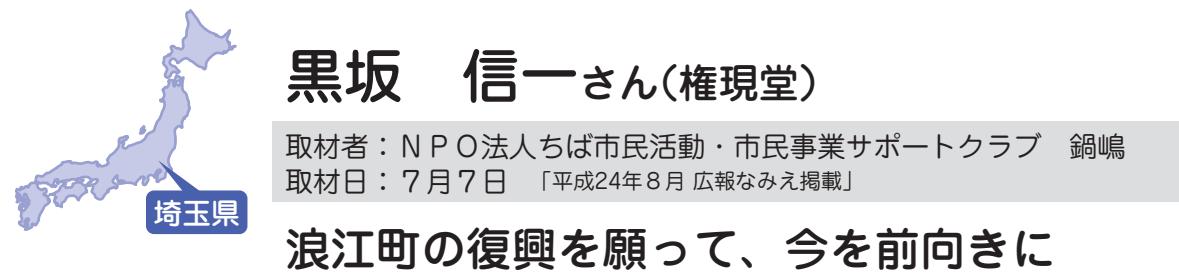 黒坂　信一さん（権現堂）
取材者：ＮＰＯ法人ちば市民活動・市民事業サポートクラブ　鍋嶋
取材日：７月７日　「平成24年８月 広報なみえ掲載」
埼玉県
浪江町の復興を願って、今を前向きに